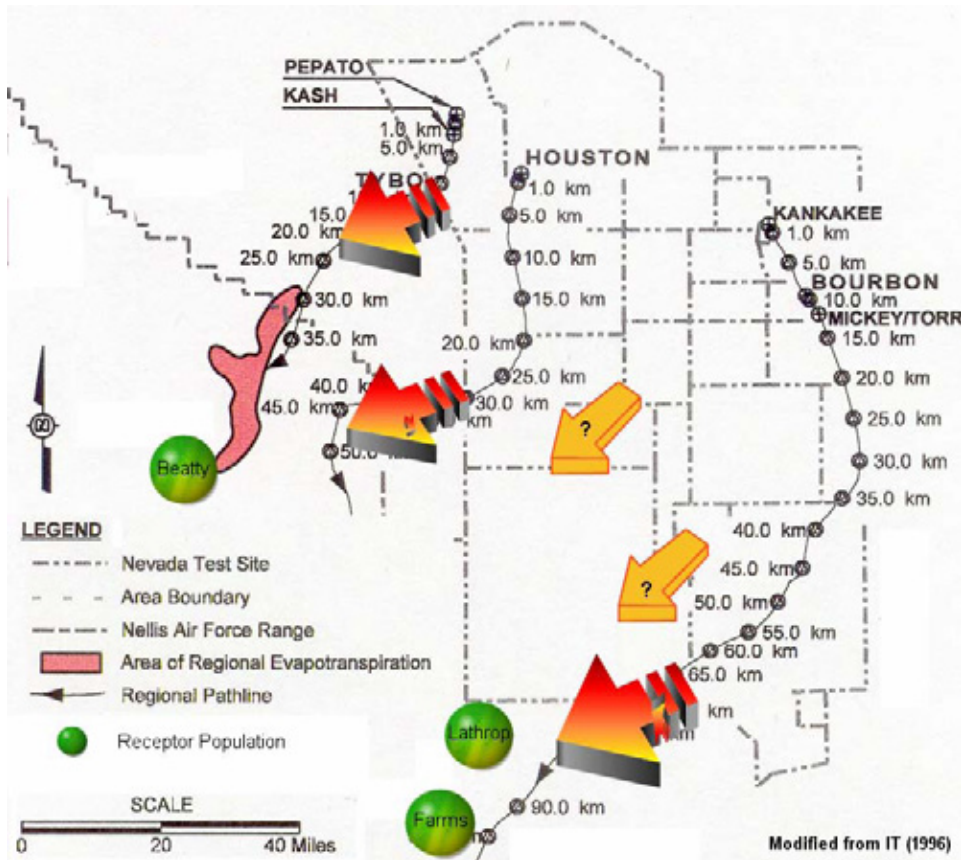 PEPATO
KASH
1.0 km
5.0 km
HOUSTON
TYBO
1.0 km
15.0
5.0 km
20.0 km
KANKAKEE
1.0 km
25.0 km
10.0 km
5.0 km
BOURBON
30.0 km
15.0 km
10.0 km
MICKEY/TORR
35.0 km
20.0 km
15.0 km
40.0 km
25.0 km
20.0 km
45.0 km
30.0 km
25.0 km
?
50.0 km
30.0 km
Beatty
35.0 km
LEGEND
40.0 km
Nevada Test Site
45.0 km
Area Boundary
?
50.0 km
Nellis Air Force Range
55.0 km
Area of Regional Evapotranspiration
60.0 km
Regional Pathline
65.0 km
km
Receptor Population
Lathrop
SCALE
90.0 km
Farms
0 20 40 Miles
Modified from IT (1996)